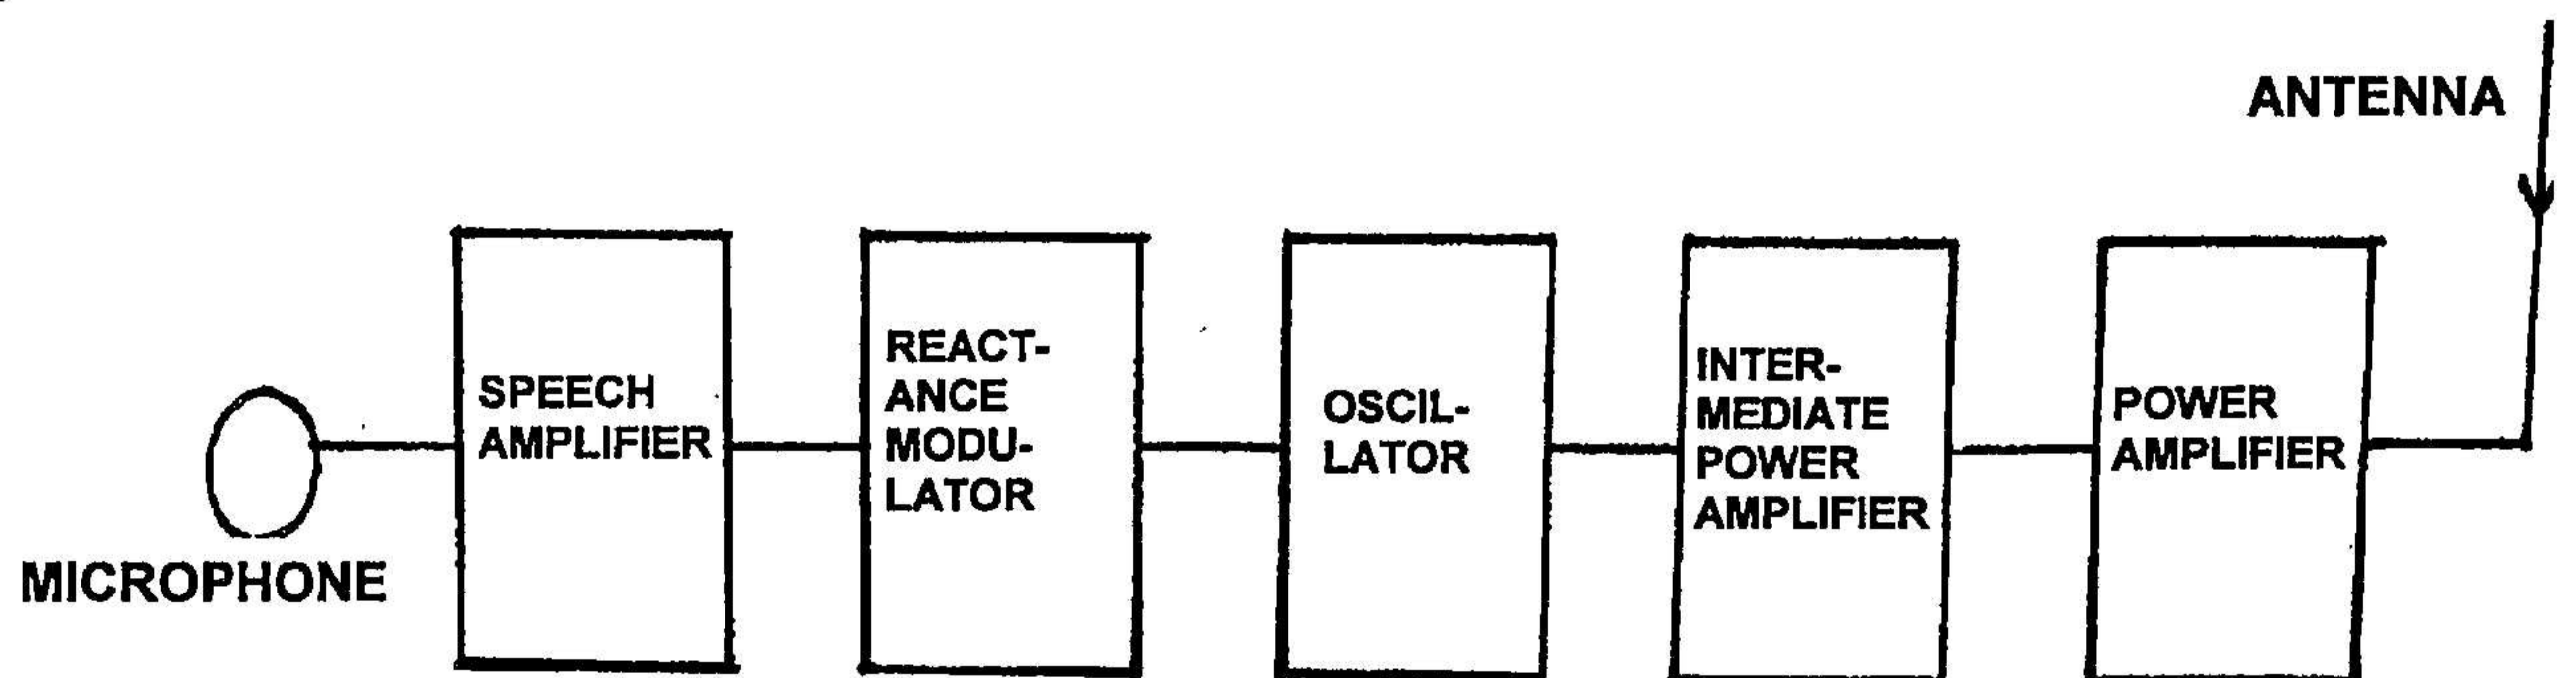 ANTENNA
SPEECH
AMPLIFIER
REACT-
ANCE
MODU-
LATOR
OSCIL-
LATOR
INTER-
MEDIATE
POWER
AMPLIFIER
POWER
AMPLIFIER
MICROPHONE